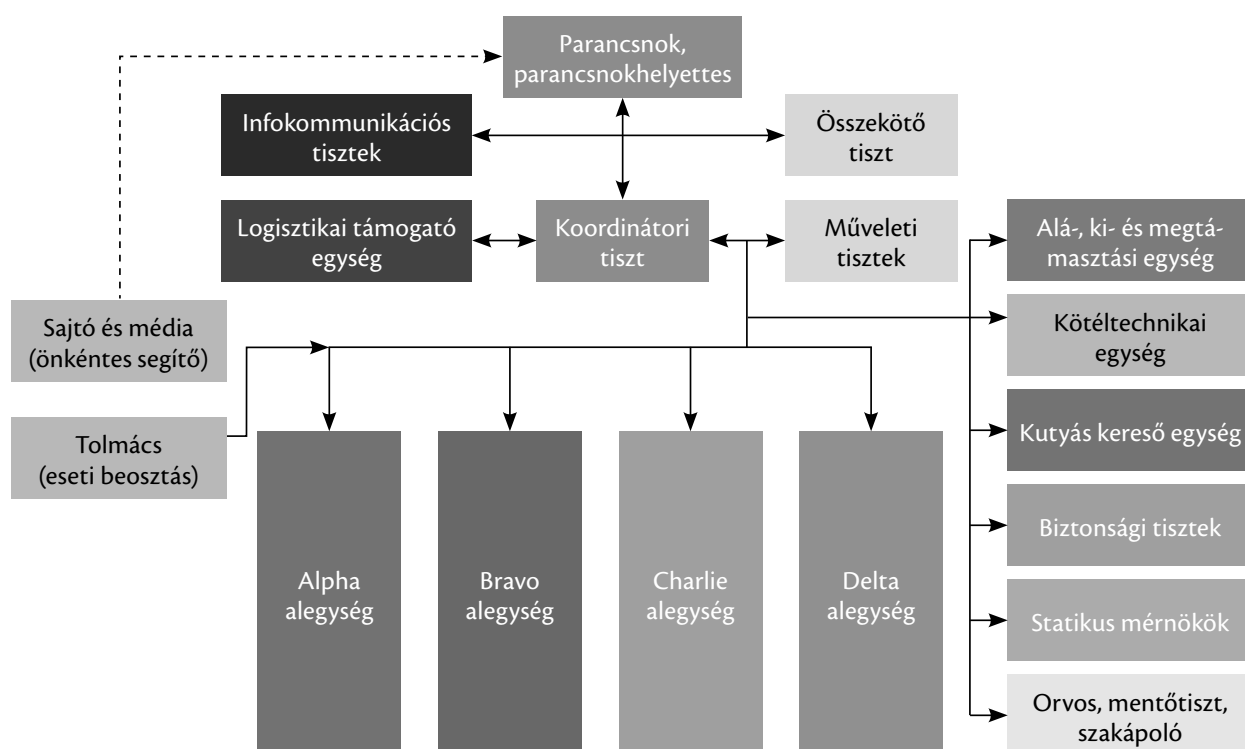 Parancsnok,
parancsnokhelyettes
Infokommunikációs
tisztek
Összekötő
tiszt
Logisztikai támogató
egység
Koordinátori
tiszt
Műveleti
tisztek
Alá-, ki- és megtá-
masztási egység
Sajtó és média
(önkéntes segítő)
Kötéltechnikai
egység
Tolmács
(eseti beosztás)
Kutyás kereső egység
Biztonsági tisztek
Alpha
alegység
Bravo
alegység
Charlie
alegység
Delta
alegység
Statikus mérnökök
Orvos, mentőtiszt,
szakápoló